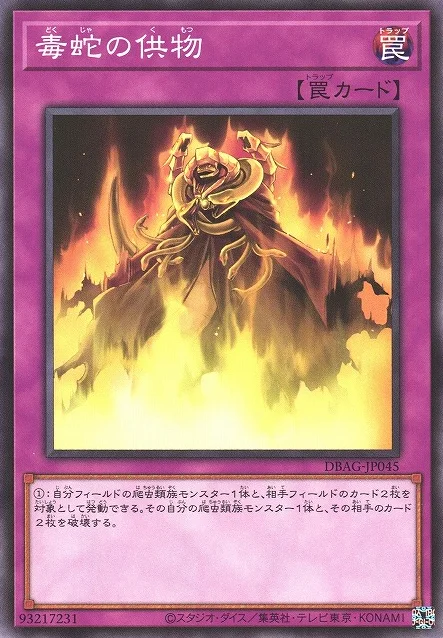 毒蛇の供物
罠
【罠カード】
DBAG-JP045
①:自分フィールドの爬虫類族モンスター1体と、相手フィールドのカード2枚を
対象として発動できる。その自分の爬虫類族モンスター1体と、その相手のカード
2枚を破壊する。
93217231
©スタジオ・ダイス／集英社・テレビ東京・KONAMI